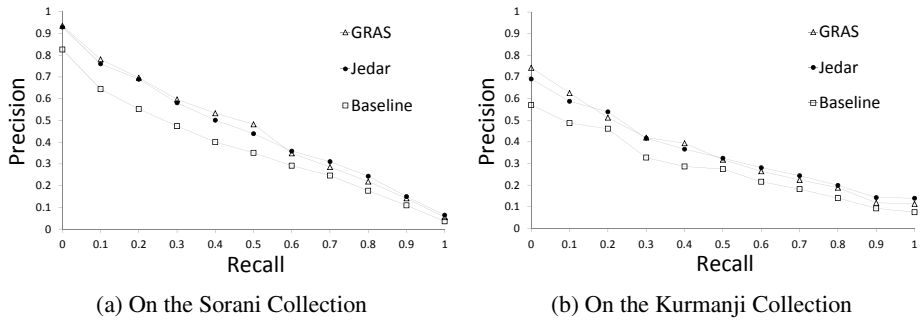 1
0.9
0.8
0.7
0.6
0.5
0.4
0.3
0.2
0.1
0
Precision
GRAS
Jedar
Baseline
0 0.1 0.2 0.3 0.4 0.5 0.6 0.7 0.8 0.9 1
Recall
(a) On the Sorani Collection
1
0.9
0.8
0.7
0.6
0.5
0.4
0.3
0.2
0.1
0
Precision
GRAS
Jedar
Baseline
0 0.1 0.2 0.3 0.4 0.5 0.6 0.7 0.8 0.9 1
Recall
(b) On the Kurmanji Collection